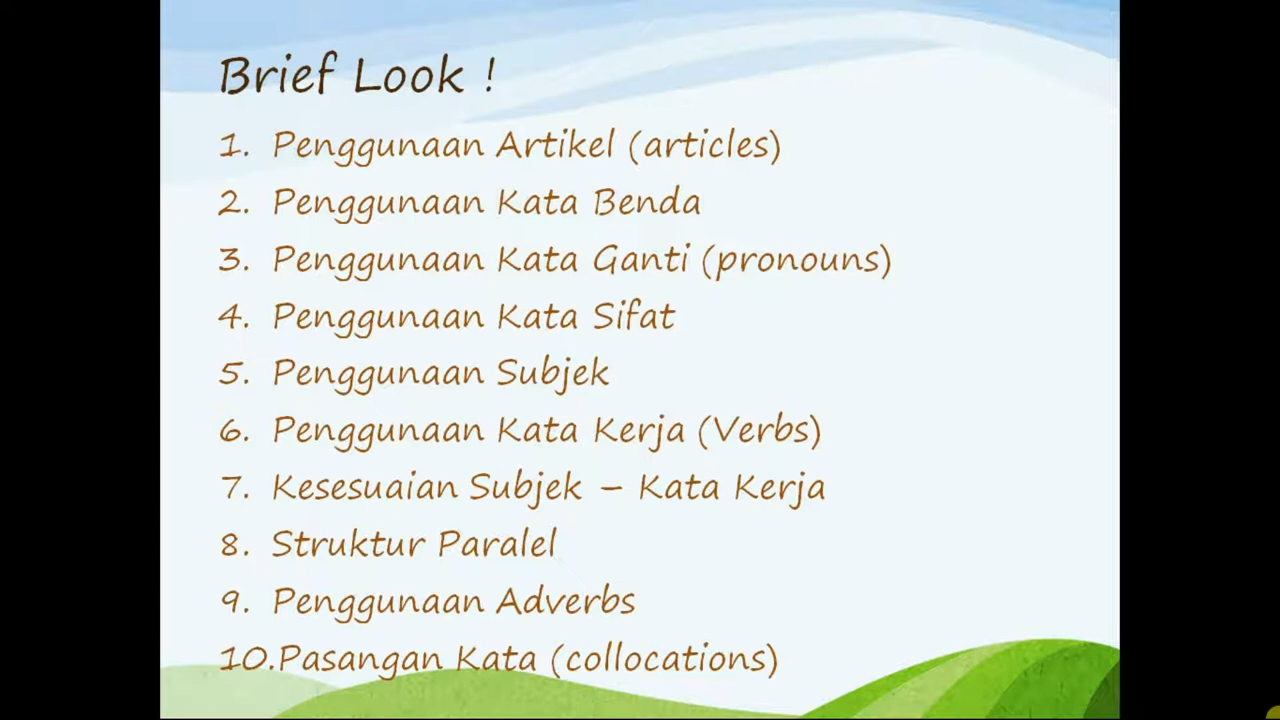 Brief Look !
1. Penggunaan Artikel (articles)
2. Penggunaan Kata Benda
3. Penggunaan Kata Ganti (pronouns)
4. Penggunaan Kata Sifat
5. Penggunaan Subjek
6. Penggunaan Kata Kerja (Verbs)
7. Kesesuaian Subjek – Kata Kerja
8. Struktur Paralel
9. Penggunaan Adverbs
10.Pasangan Kata (collocations)